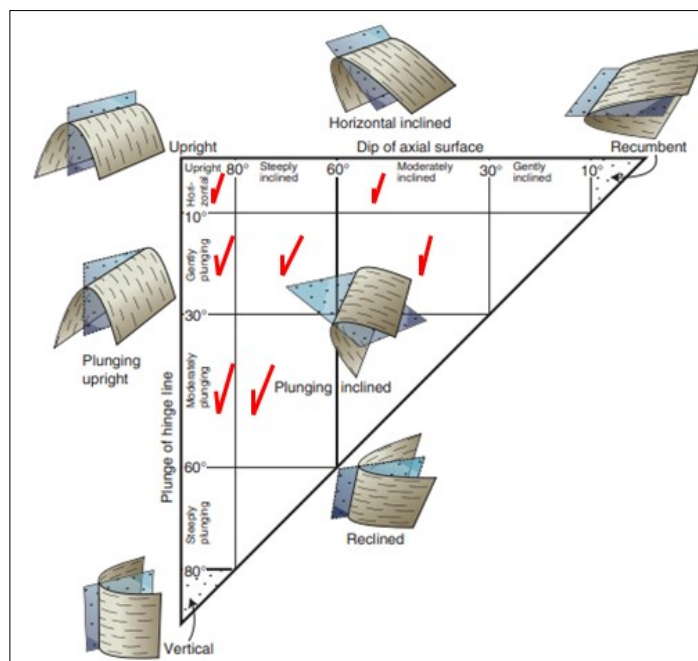 Horizontal inclined
Upright
Dip of axial surface
Recumbent
Upright
80°
Steeply
inclined
60°
Moderately
inclined
30°
Gently
inclined
10°
Hori-
zontal
10°
Gently
plunging
30°
Plunging
upright
Moderately
plunging
Plunging inclined
Plunge of hinge line
60°
Steeply
plunging
Reclined
80°
Vertical